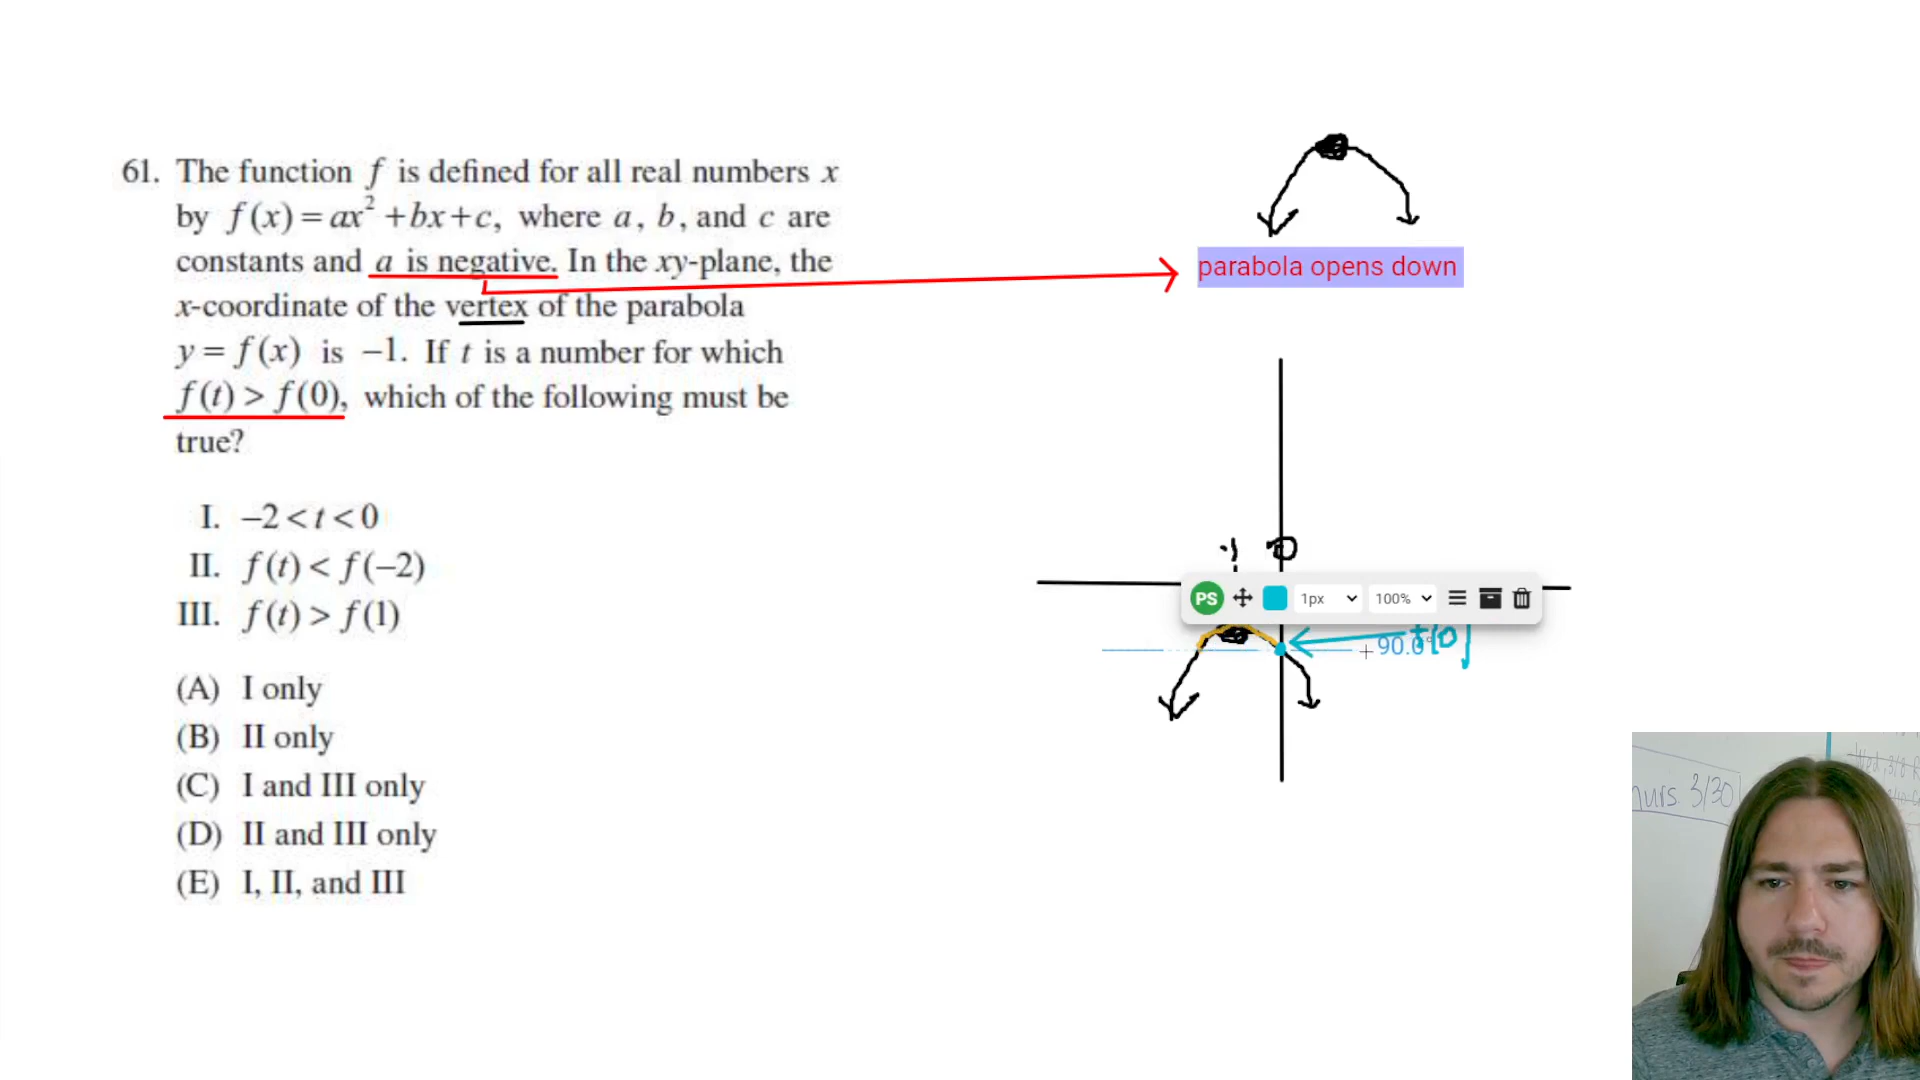 61. The function f is defined for all real numbers x
by f(x) = ax² + bx + c, where a, b, and c are
constants and a is negative. In the xy-plane, the
x-coordinate of the vertex of the parabola
y = f(x) is −1. If t is a number for which
f(t) > f(0), which of the following must be
true?
I. −2 < t < 0
II. f(t) < f(−2)
III. f(t) > f(1)
(A) I only
(B) II only
(C) I and III only
(D) II and III only
(E) I, II, and III
parabola opens down
-1 0
PS 1px 100%
f(0)
hurs 3/30